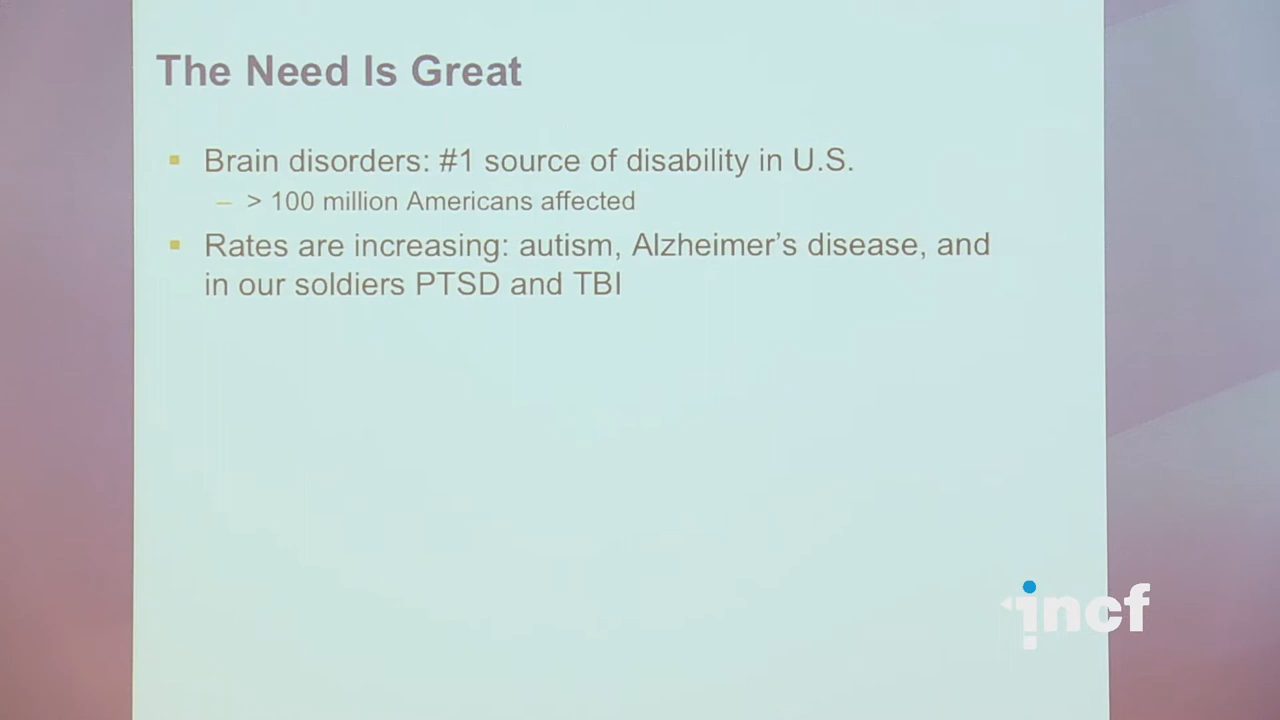 The Need Is Great
▪ Brain disorders: #1 source of disability in U.S.
– > 100 million Americans affected
▪ Rates are increasing: autism, Alzheimer’s disease, and
in our soldiers PTSD and TBI
incf